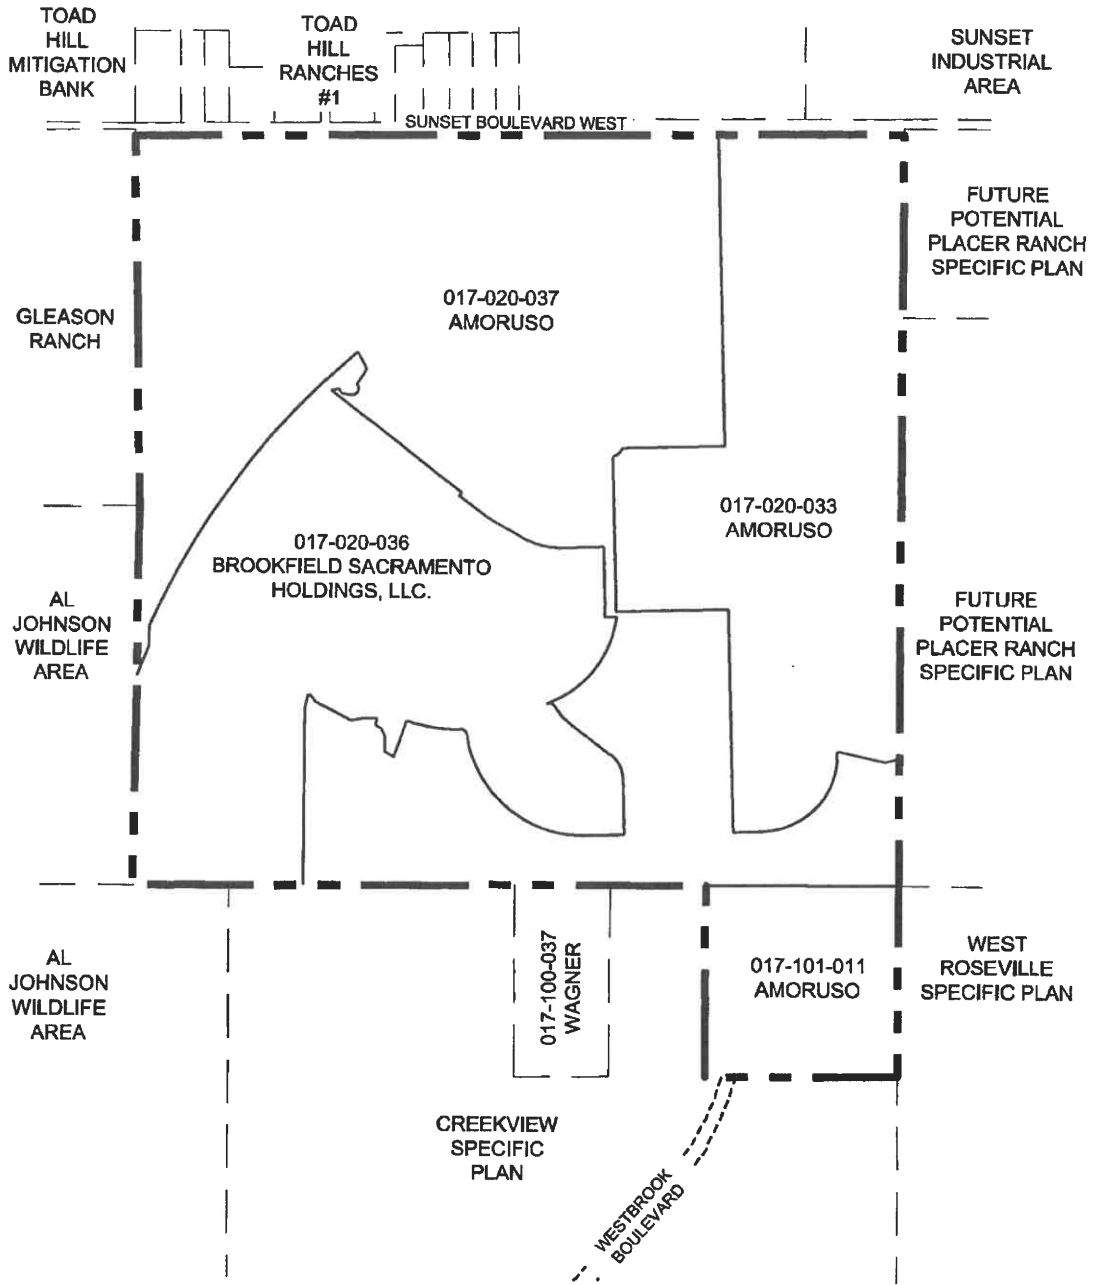 TOAD
HILL
MITIGATION
BANK
TOAD
HILL
RANCHES
#1
SUNSET
INDUSTRIAL
AREA
SUNSET BOULEVARD WEST
FUTURE
POTENTIAL
PLACER RANCH
SPECIFIC PLAN
GLEASON
RANCH
017-020-037
AMORUSO
017-020-033
AMORUSO
017-020-036
BROOKFIELD SACRAMENTO
HOLDINGS, LLC.
AL
JOHNSON
WILDLIFE
AREA
FUTURE
POTENTIAL
PLACER RANCH
SPECIFIC PLAN
AL
JOHNSON
WILDLIFE
AREA
017-100-037
WAGNER
017-101-011
AMORUSO
WEST
ROSEVILLE
SPECIFIC PLAN
CREEKVIEW
SPECIFIC
PLAN
WESTBROOK
BOULEVARD